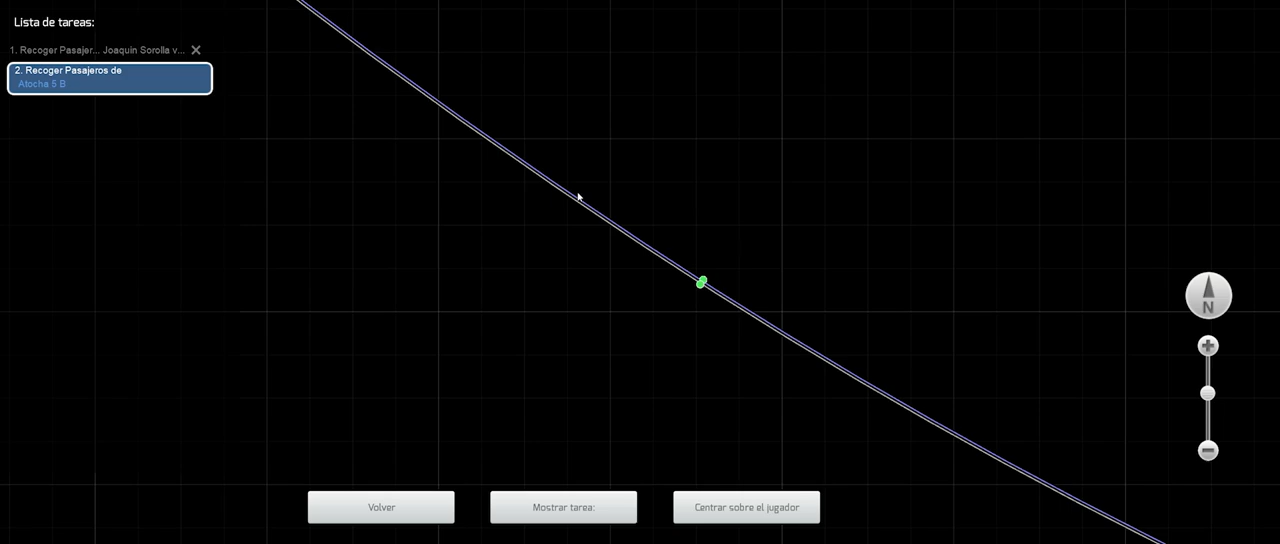 Lista de tareas:
1. Recoger Pasajer... Joaquin Sorolla v...
2. Recoger Pasajeros de
Atocha 5 B
N
Volver
Mostrar tarea:
Centrar sobre el jugador